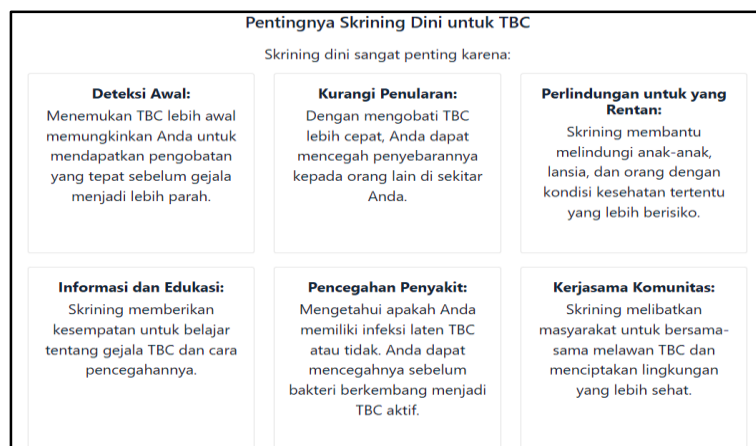 Pentingnya Skrining Dini untuk TBC
Skrining dini sangat penting karena:
Deteksi Awal:
Menemukan TBC lebih awal
memungkinkan Anda untuk
mendapatkan pengobatan
yang tepat sebelum gejala
menjadi lebih parah.
Kurangi Penularan:
Dengan mengobati TBC
lebih cepat, Anda dapat
mencegah penyebarannya
kepada orang lain di sekitar
Anda.
Perlindungan untuk yang
Rentan:
Skrining membantu
melindungi anak-anak,
lansia, dan orang dengan
kondisi kesehatan tertentu
yang lebih berisiko.
Informasi dan Edukasi:
Skrining memberikan
kesempatan untuk belajar
tentang gejala TBC dan cara
pencegahannya.
Pencegahan Penyakit:
Mengetahui apakah Anda
memiliki infeksi laten TBC
atau tidak. Anda dapat
mencegahnya sebelum
bakteri berkembang menjadi
TBC aktif.
Kerjasama Komunitas:
Skrining melibatkan
masyarakat untuk bersama-
sama melawan TBC dan
menciptakan lingkungan
yang lebih sehat.